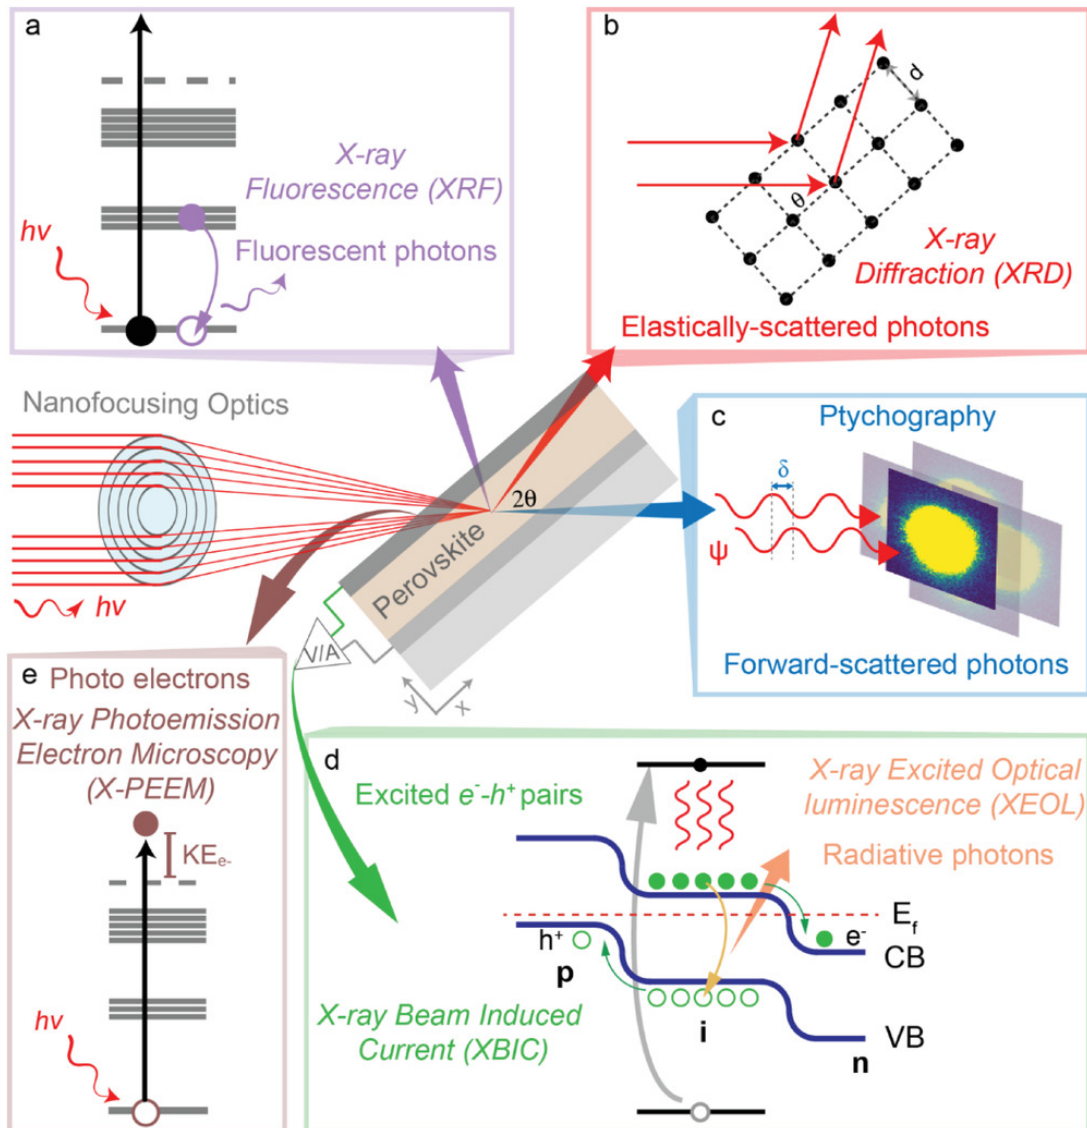 a
X-ray
Fluorescence (XRF)
hν
Fluorescent photons
b
d
θ
X-ray
Diffraction (XRD)
Elastically-scattered photons
Nanofocusing Optics
hν
2θ
Perovskite
V/A
y
x
c
Ptychography
δ
ψ
Forward-scattered photons
e
Photo electrons
X-ray Photoemission
Electron Microscopy
(X-PEEM)
KEe-
hν
d
Excited e⁻-h⁺ pairs
X-ray Excited Optical
luminescence (XEOL)
Radiative photons
Ef
h⁺
e⁻
CB
p
X-ray Beam Induced
Current (XBIC)
i
VB
n